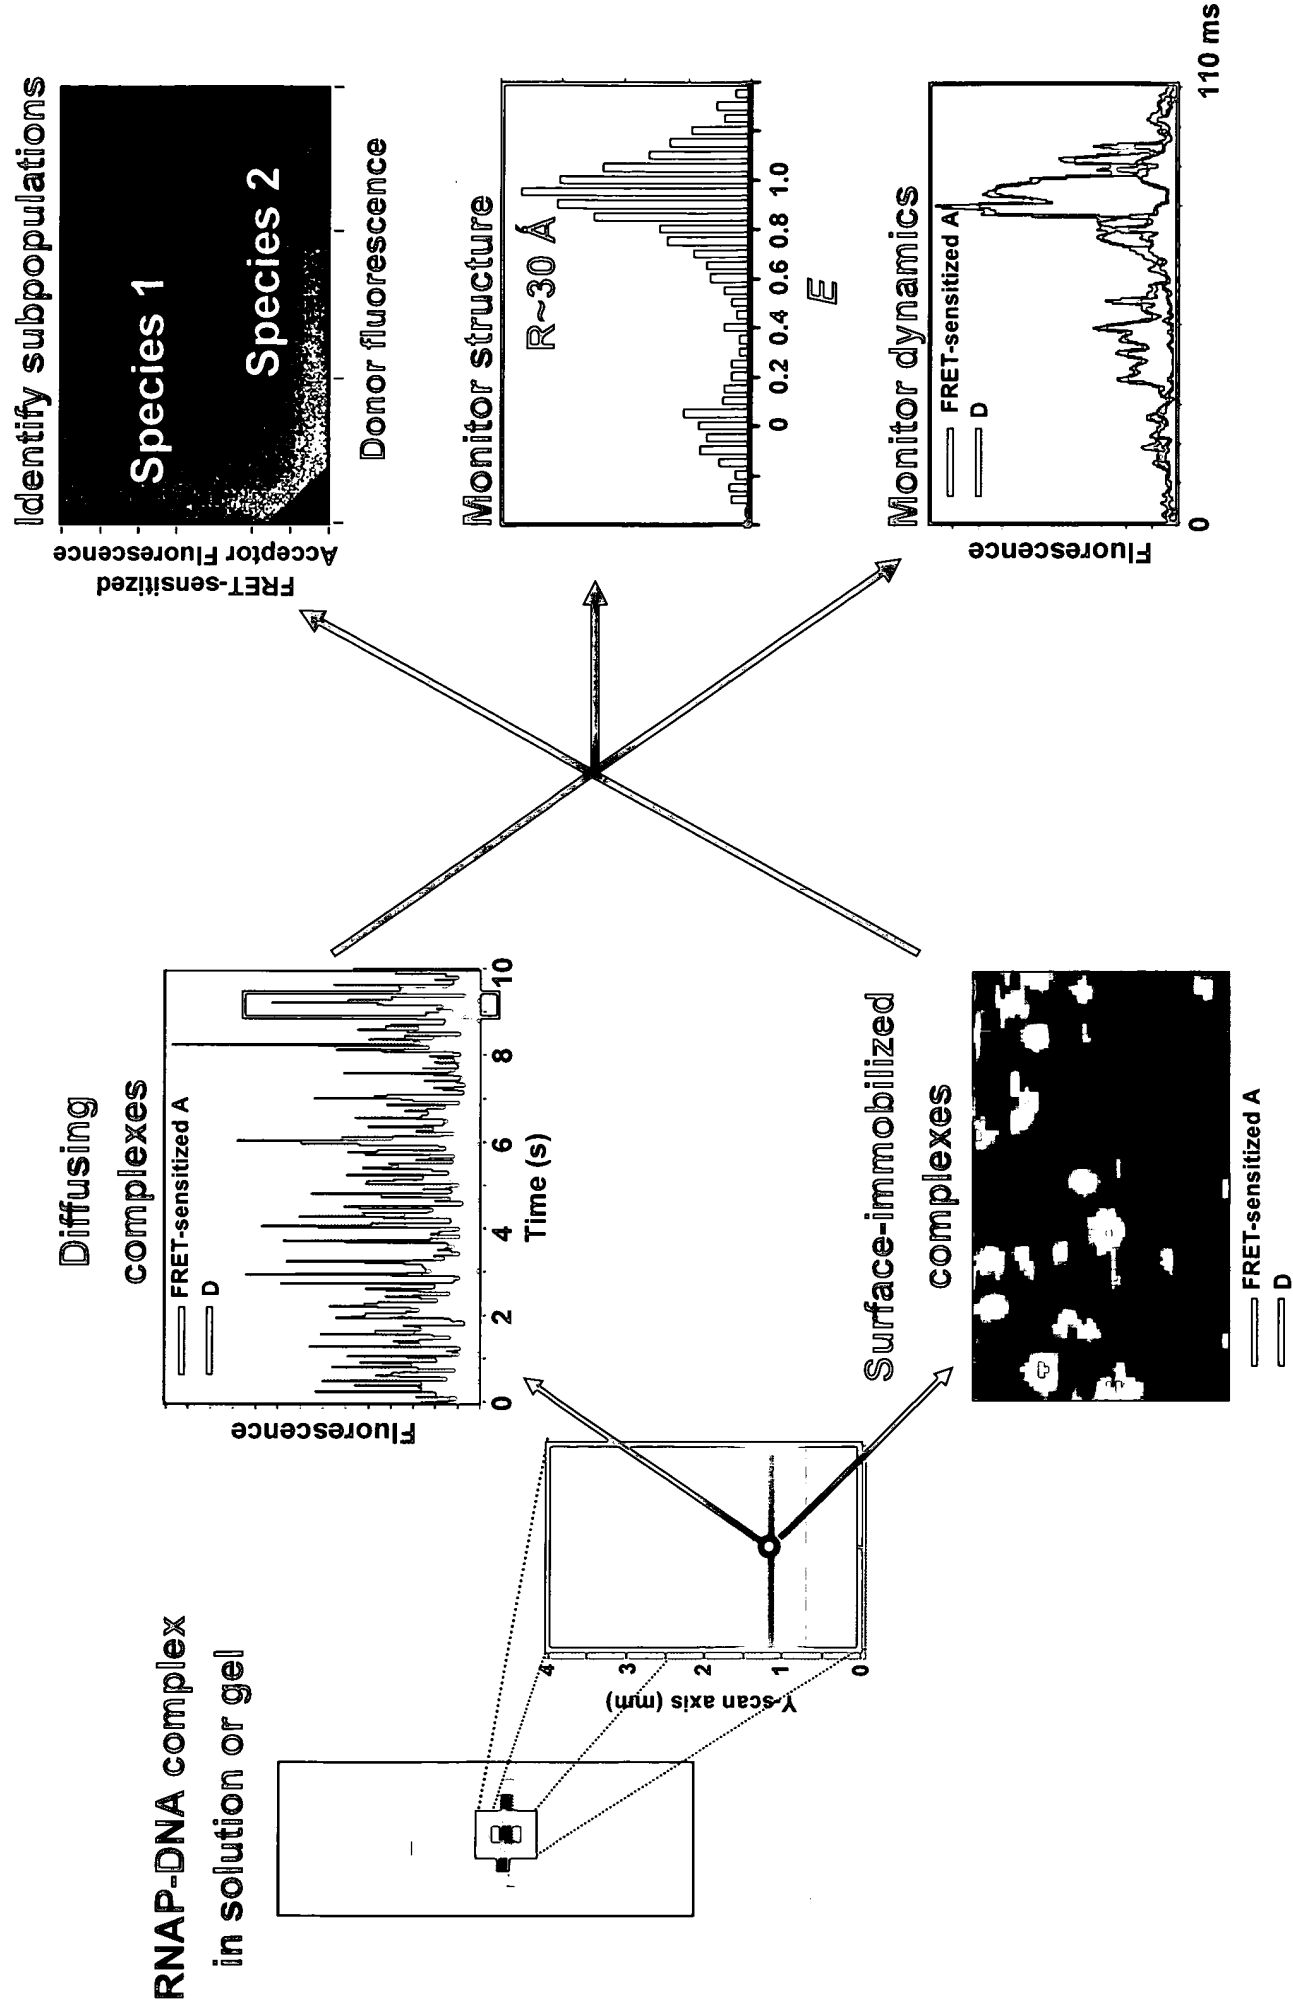 RNAP-DNA complex
in solution or gel
Y-scan axis (mm)
4
3
2
1
0
Diffusing
complexes
Fluorescence
FRET-sensitized A
D
0
2
4
6
8
10
Time (s)
Surface-immobilized
complexes
FRET-sensitized A
D
Identify subpopulations
FRET-sensitized
Acceptor Fluorescence
Species 1
Species 2
Donor fluorescence
Monitor structure
R~30 Å
0
0.2
0.4
0.6
0.8
1.0
E
Monitor dynamics
Fluorescence
FRET-sensitized A
D
0
110 ms